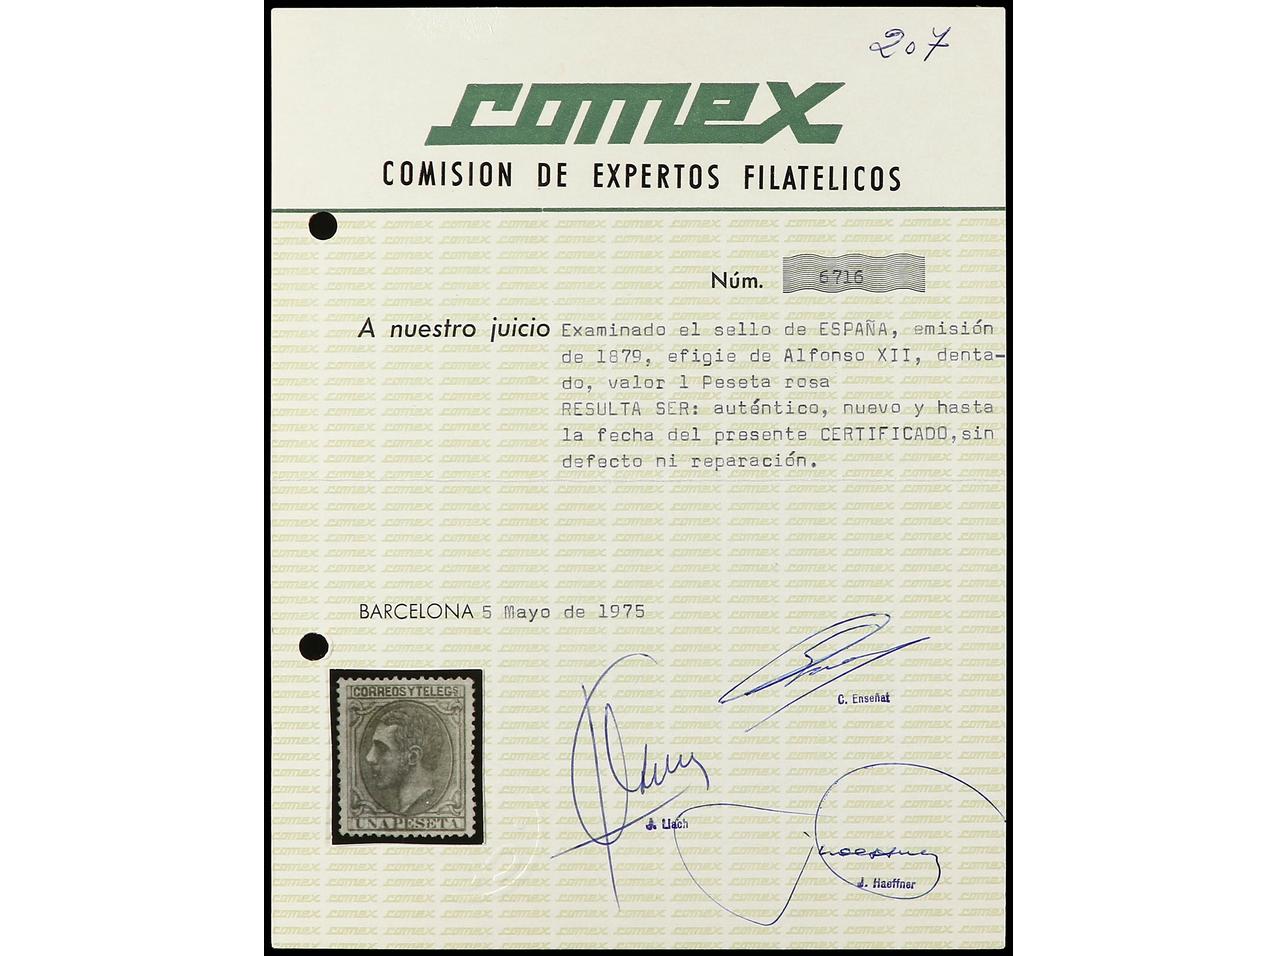 207
comex
COMISION DE EXPERTOS FILATELICOS
Núm. 6716
A nuestro juicio Examinado el sello de ESPAÑA, emisión
de 1879, efigie de Alfonso XII, denta-
do, valor 1 Peseta rosa
RESULTA SER: auténtico, nuevo y hasta
la fecha del presente CERTIFICADO,sin
defecto ni reparación.
BARCELONA 5 Mayo de 1975
CORREOS Y TELEGS
UNA PESETA
C. Enseñat
J. Llach
J. Haeffner